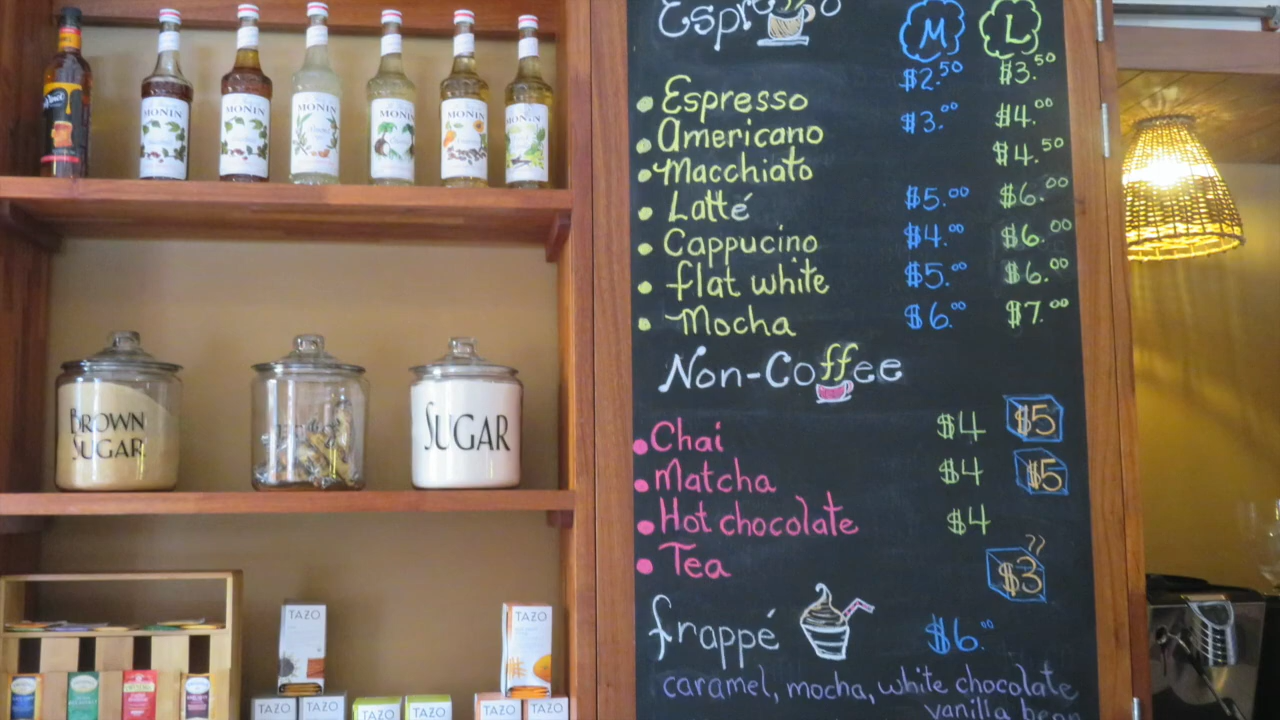 MONIN MONIN MONIN MONIN MONIN MONIN
BROWN
SUGAR
SUGAR
TAZO TAZO
TAZO TAZO TAZO TAZO TAZO TAZO
M L
Espresso $2.50 $3.50
Americano $3.00 $4.00
Macchiato $4.50
Latté $5.00 $6.00
Cappucino $4.00 $6.00
flat white $5.00 $6.00
Mocha $6.00 $7.00
Non-Coffee
Chai $4 $5
Matcha $4 $5
Hot chocolate $4
Tea $3
frappé $6.00
caramel, mocha, white chocolate
vanilla bean